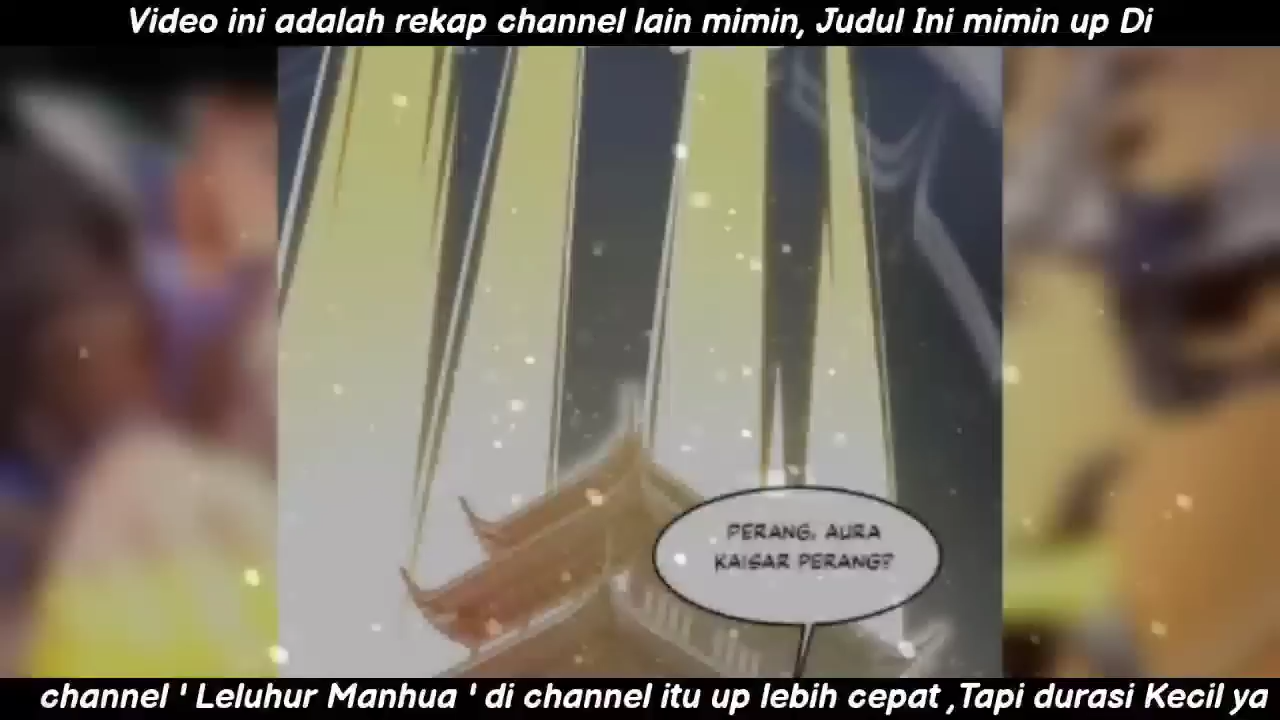 Video ini adalah rekap channel lain mimin, Judul Ini mimin up Di
PERANG, AURA
KAISAR PERANG?
channel ' Leluhur Manhua ' di channel itu up lebih cepat ,Tapi durasi Kecil ya